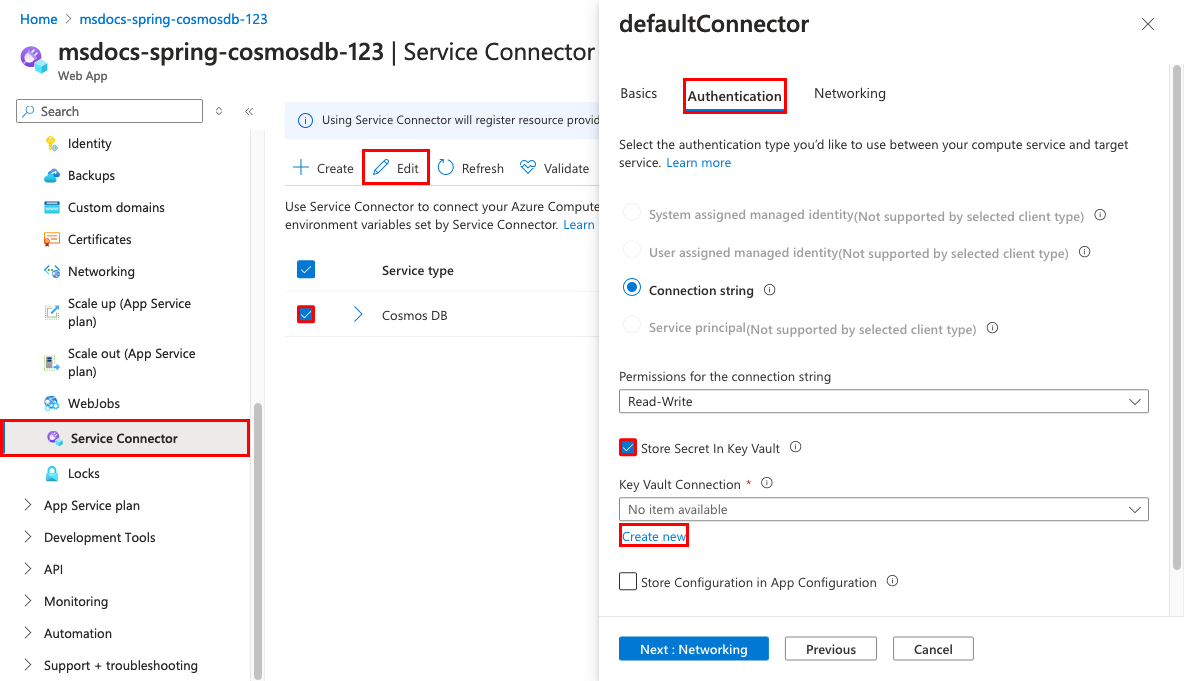 Home > msdocs-spring-cosmosdb-123
msdocs-spring-cosmosdb-123 | Service Connector
Web App
Search
Identity
Backups
Custom domains
Certificates
Networking
Scale up (App Service
plan)
Scale out (App Service
plan)
WebJobs
Service Connector
Locks
App Service plan
Development Tools
API
Monitoring
Automation
Support + troubleshooting
Using Service Connector will register resource provid
Create Edit Refresh Validate
Use Service Connector to connect your Azure Compute
environment variables set by Service Connector. Learn
Service type
Cosmos DB
defaultConnector
Basics Authentication Networking
Select the authentication type you'd like to use between your compute service and target
service. Learn more
System assigned managed identity(Not supported by selected client type)
User assigned managed identity(Not supported by selected client type)
Connection string
Service principal(Not supported by selected client type)
Permissions for the connection string
Read-Write
Store Secret In Key Vault
Key Vault Connection *
No item available
Create new
Store Configuration in App Configuration
Next : Networking Previous Cancel